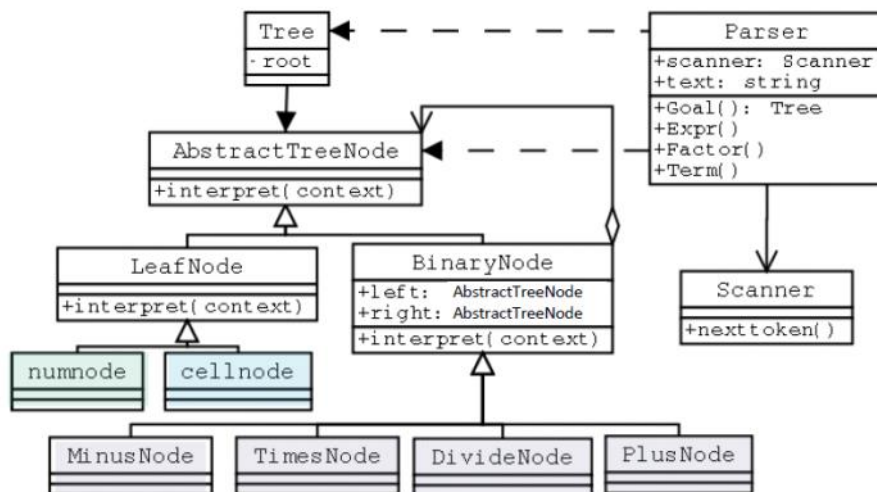 Tree
- root
Parser
+scanner: Scanner
+text: string
+Goal(): Tree
+Expr()
+Factor()
+Term()
AbstractTreeNode
+interpret( context)
LeafNode
+interpret( context)
BinaryNode
+left: AbstractTreeNode
+right: AbstractTreeNode
+interpret( context)
Scanner
+nexttoken()
numnode
cellnode
MinusNode
TimesNode
DivideNode
PlusNode